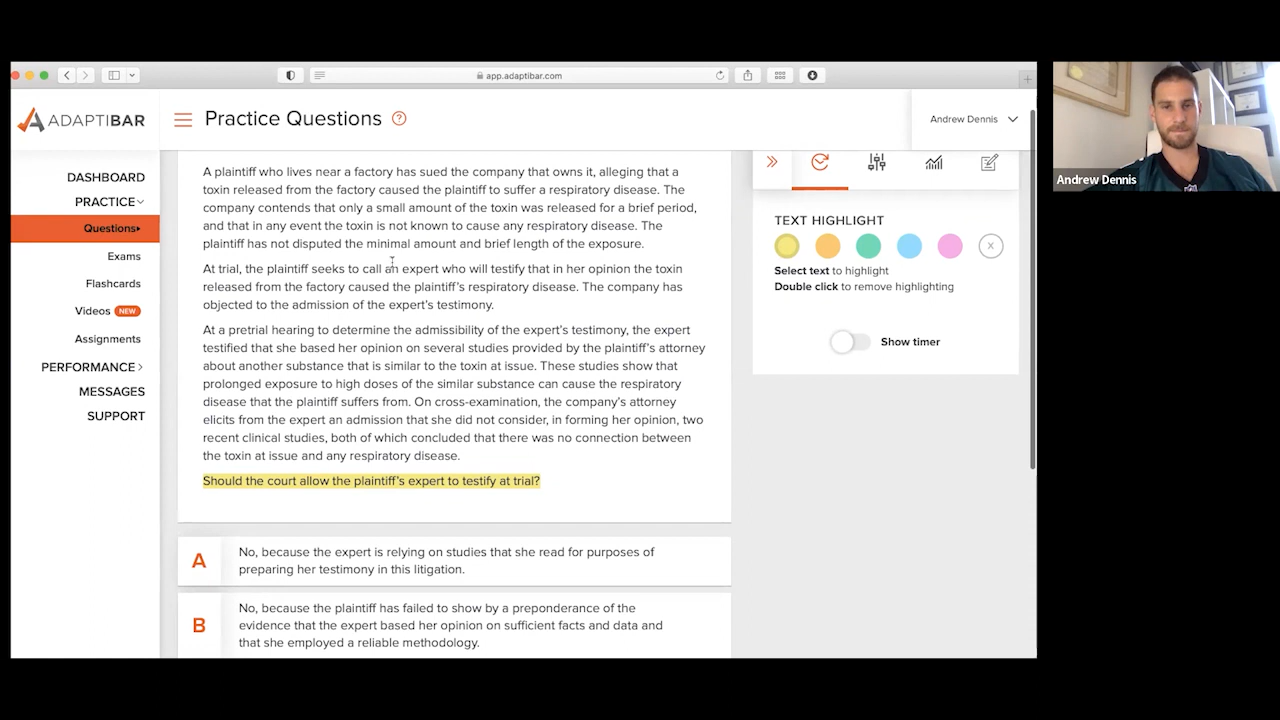 app.adaptibar.com
ADAPTIBAR
Practice Questions ?
Andrew Dennis
DASHBOARD
PRACTICE
Questions
Exams
Flashcards
Videos NEW
Assignments
PERFORMANCE
MESSAGES
SUPPORT
A plaintiff who lives near a factory has sued the company that owns it, alleging that a
toxin released from the factory caused the plaintiff to suffer a respiratory disease. The
company contends that only a small amount of the toxin was released for a brief period,
and that in any event the toxin is not known to cause any respiratory disease. The
plaintiff has not disputed the minimal amount and brief length of the exposure.
At trial, the plaintiff seeks to call an expert who will testify that in her opinion the toxin
released from the factory caused the plaintiff's respiratory disease. The company has
objected to the admission of the expert's testimony.
At a pretrial hearing to determine the admissibility of the expert's testimony, the expert
testified that she based her opinion on several studies provided by the plaintiff's attorney
about another substance that is similar to the toxin at issue. These studies show that
prolonged exposure to high doses of the similar substance can cause the respiratory
disease that the plaintiff suffers from. On cross-examination, the company's attorney
elicits from the expert an admission that she did not consider, in forming her opinion, two
recent clinical studies, both of which concluded that there was no connection between
the toxin at issue and any respiratory disease.
Should the court allow the plaintiff's expert to testify at trial?
A
No, because the expert is relying on studies that she read for purposes of
preparing her testimony in this litigation.
B
No, because the plaintiff has failed to show by a preponderance of the
evidence that the expert based her opinion on sufficient facts and data and
that she employed a reliable methodology.
TEXT HIGHLIGHT
X
Select text to highlight
Double click to remove highlighting
Show timer
Andrew Dennis